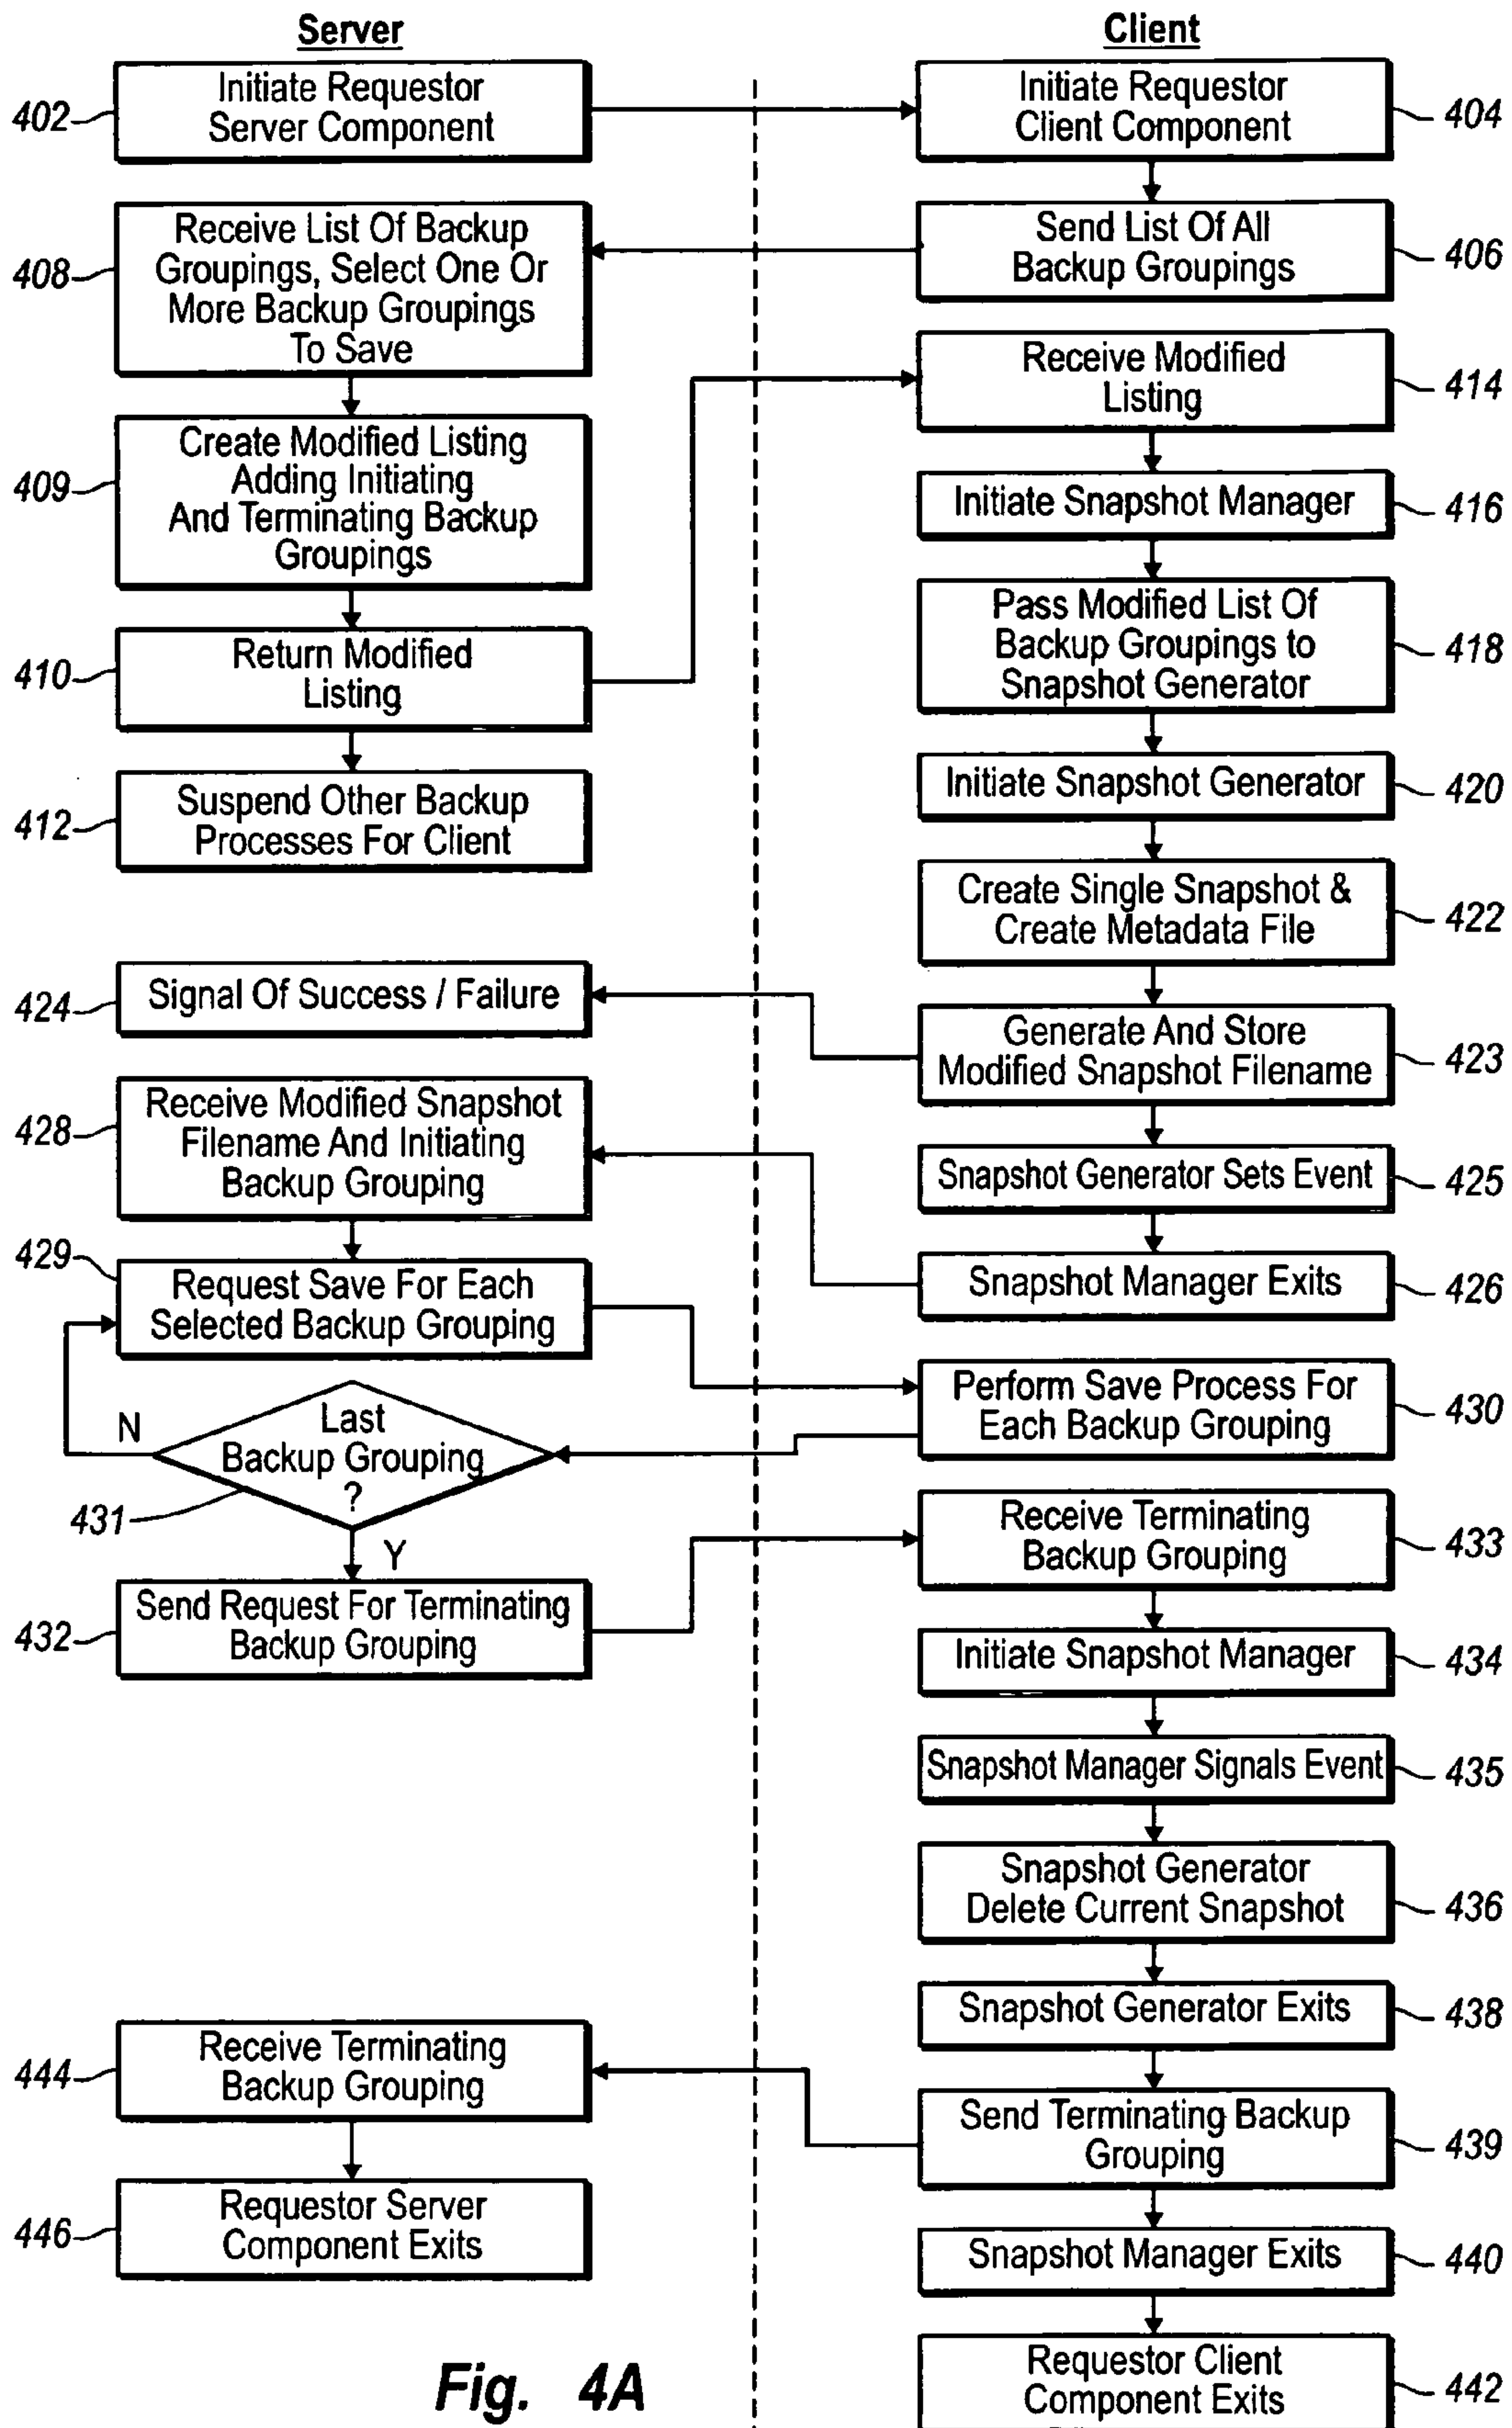 Server
Client
402
Initiate Requestor
Server Component
Initiate Requestor
Client Component
404
408
Receive List Of Backup
Groupings, Select One Or
More Backup Groupings
To Save
Send List Of All
Backup Groupings
406
Receive Modified
Listing
414
409
Create Modified Listing
Adding Initiating
And Terminating Backup
Groupings
Initiate Snapshot Manager
416
410
Return Modified
Listing
Pass Modified List Of
Backup Groupings to
Snapshot Generator
418
412
Suspend Other Backup
Processes For Client
Initiate Snapshot Generator
420
Create Single Snapshot &
Create Metadata File
422
424
Signal Of Success / Failure
Generate And Store
Modified Snapshot Filename
423
428
Receive Modified Snapshot
Filename And Initiating
Backup Grouping
Snapshot Generator Sets Event
425
429
Request Save For Each
Selected Backup Grouping
Snapshot Manager Exits
426
Perform Save Process For
Each Backup Grouping
430
N
Last
Backup Grouping
?
431
Y
Receive Terminating
Backup Grouping
433
432
Send Request For Terminating
Backup Grouping
Initiate Snapshot Manager
434
Snapshot Manager Signals Event
435
Snapshot Generator
Delete Current Snapshot
436
Snapshot Generator Exits
438
444
Receive Terminating
Backup Grouping
Send Terminating Backup
Grouping
439
446
Requestor Server
Component Exits
Snapshot Manager Exits
440
Requestor Client
Component Exits
442
Fig. 4A